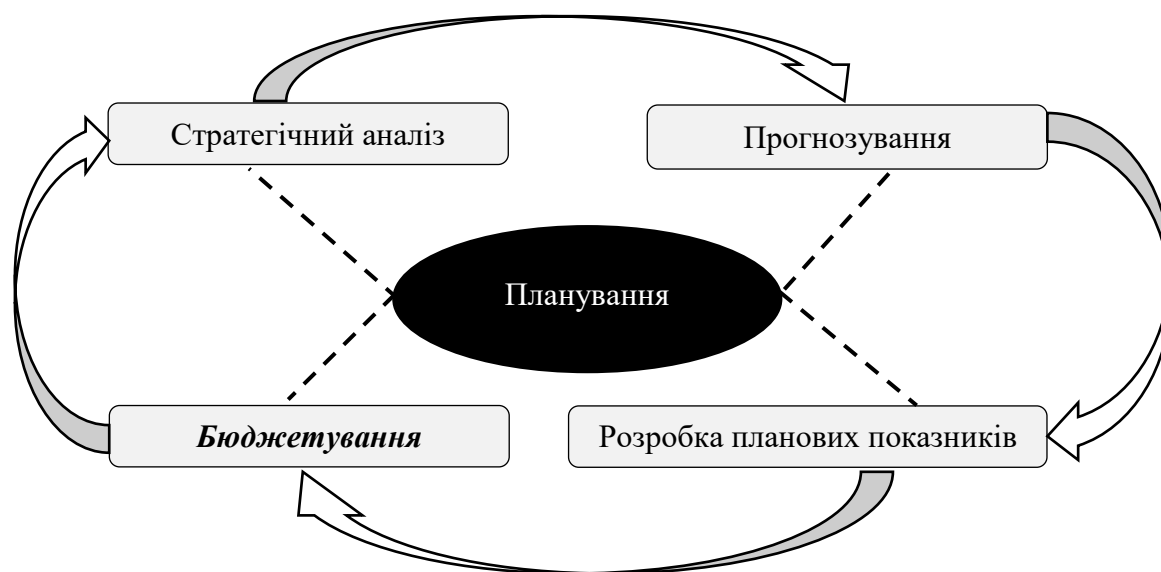 Стратегічний аналіз
Прогнозування
Планування
Бюджетування
Розробка планових показників